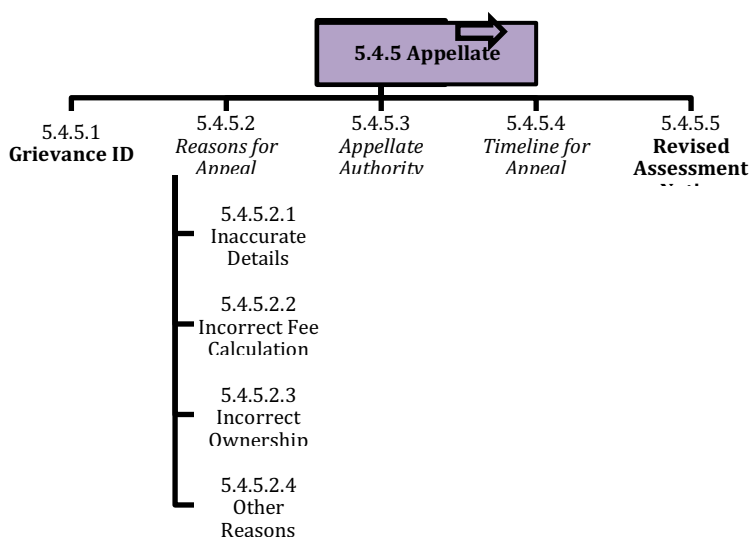 5.4.5 Appellate
5.4.5.1
Grievance ID
5.4.5.2
Reasons for
Appeal
5.4.5.3
Appellate
Authority
5.4.5.4
Timeline for
Appeal
5.4.5.5
Revised
Assessment
5.4.5.2.1
Inaccurate
Details
5.4.5.2.2
Incorrect Fee
Calculation
5.4.5.2.3
Incorrect
Ownership
5.4.5.2.4
Other
Reasons